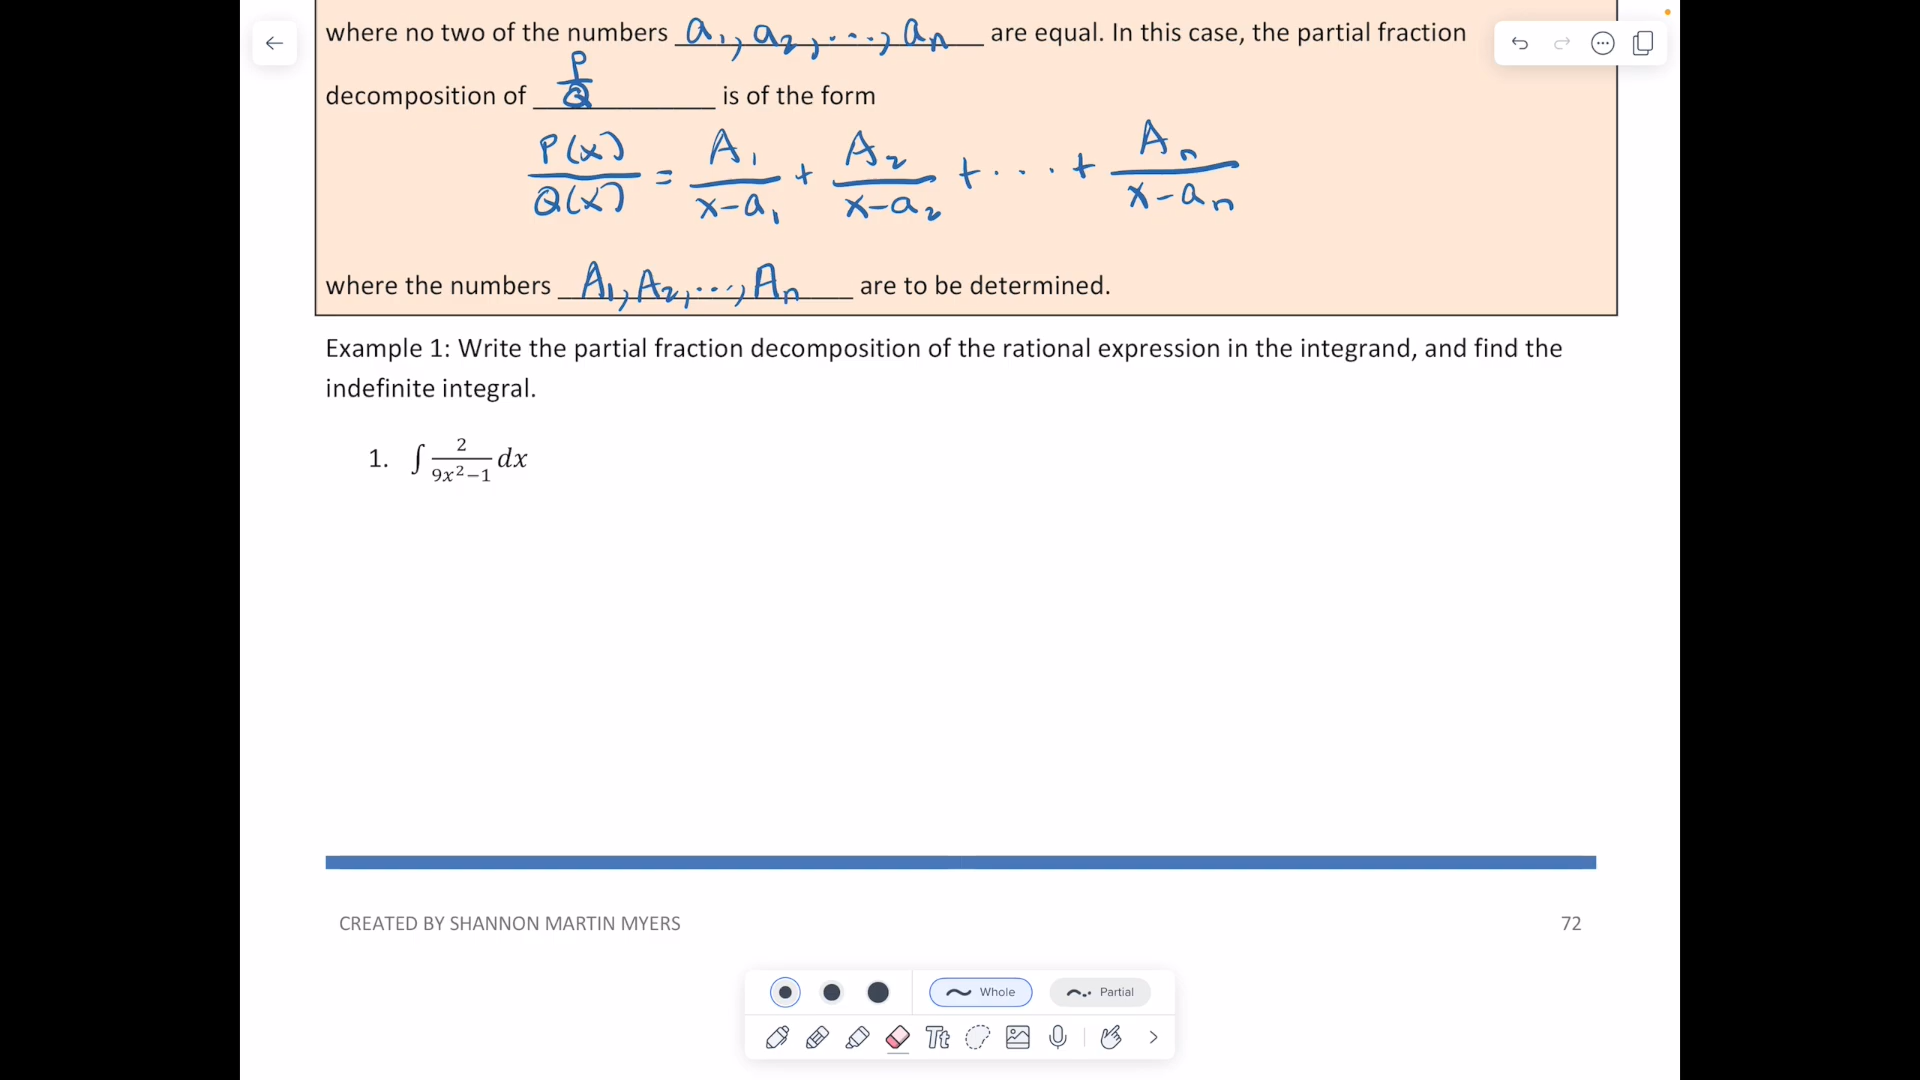 where no two of the numbers a₁, a₂, ..., aₙ are equal. In this case, the partial fraction
decomposition of P/Q is of the form
P(x)/Q(x) = A₁/(x-a₁) + A₂/(x-a₂) + ... + Aₙ/(x-aₙ)
where the numbers A₁, A₂, ..., Aₙ are to be determined.
Example 1: Write the partial fraction decomposition of the rational expression in the integrand, and find the
indefinite integral.
1. ∫ 2/(9x²−1) dx
CREATED BY SHANNON MARTIN MYERS 72
Whole Partial
Tt